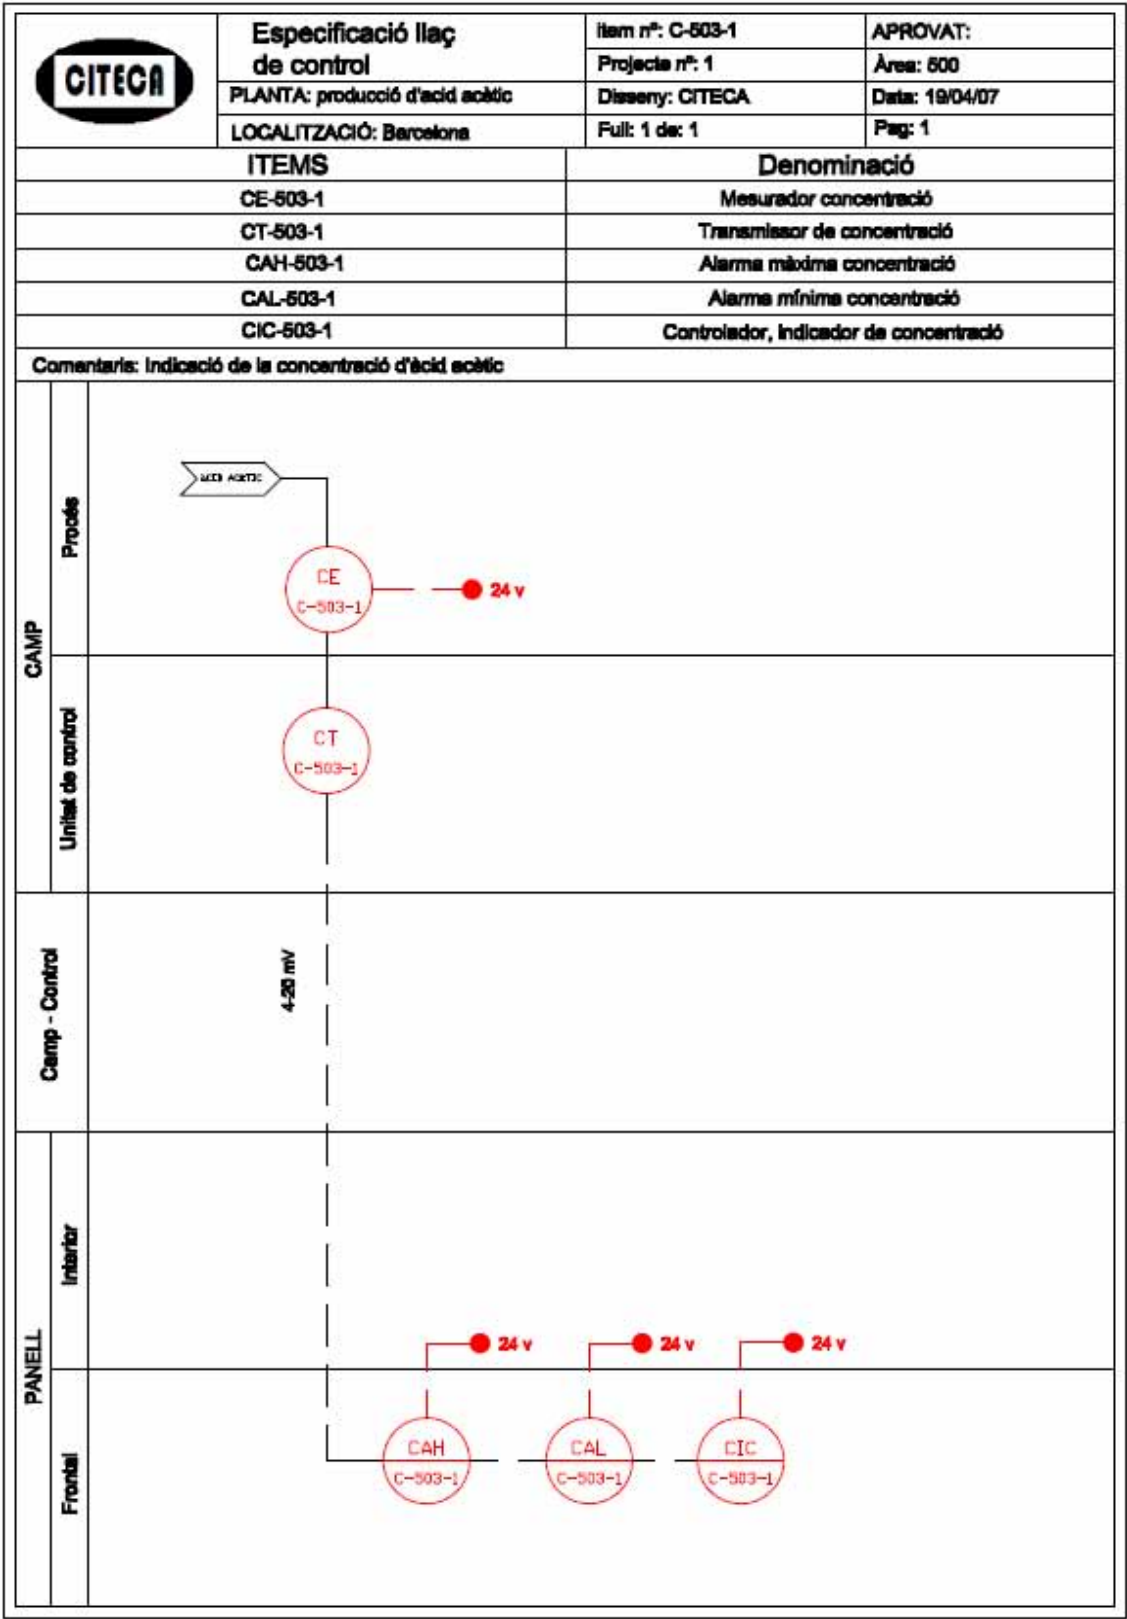 CITECA
Especificació llaç
de control
PLANTA: producció d'acid acètic
LOCALITZACIÓ: Barcelona
Item nº: C-503-1
Projecte nº: 1
Disseny: CITECA
Full: 1 de: 1
APROVAT:
Àrea: 500
Data: 19/04/07
Pag: 1
ITEMS Denominació
CE-503-1 Mesurador concentració
CT-503-1 Transmissor de concentració
CAH-503-1 Alarma màxima concentració
CAL-503-1 Alarma mínima concentració
CIC-503-1 Controlador, indicador de concentració
Comentaris: Indicació de la concentració d'àcid acètic
CAMP
Procés
ACID ACETIC
CE
C-503-1
24 v
Unitat de control
CT
C-503-1
Camp - Control
4-20 mV
PANELL
Interior
24 v
24 v
24 v
Frontal
CAH
C-503-1
CAL
C-503-1
CIC
C-503-1